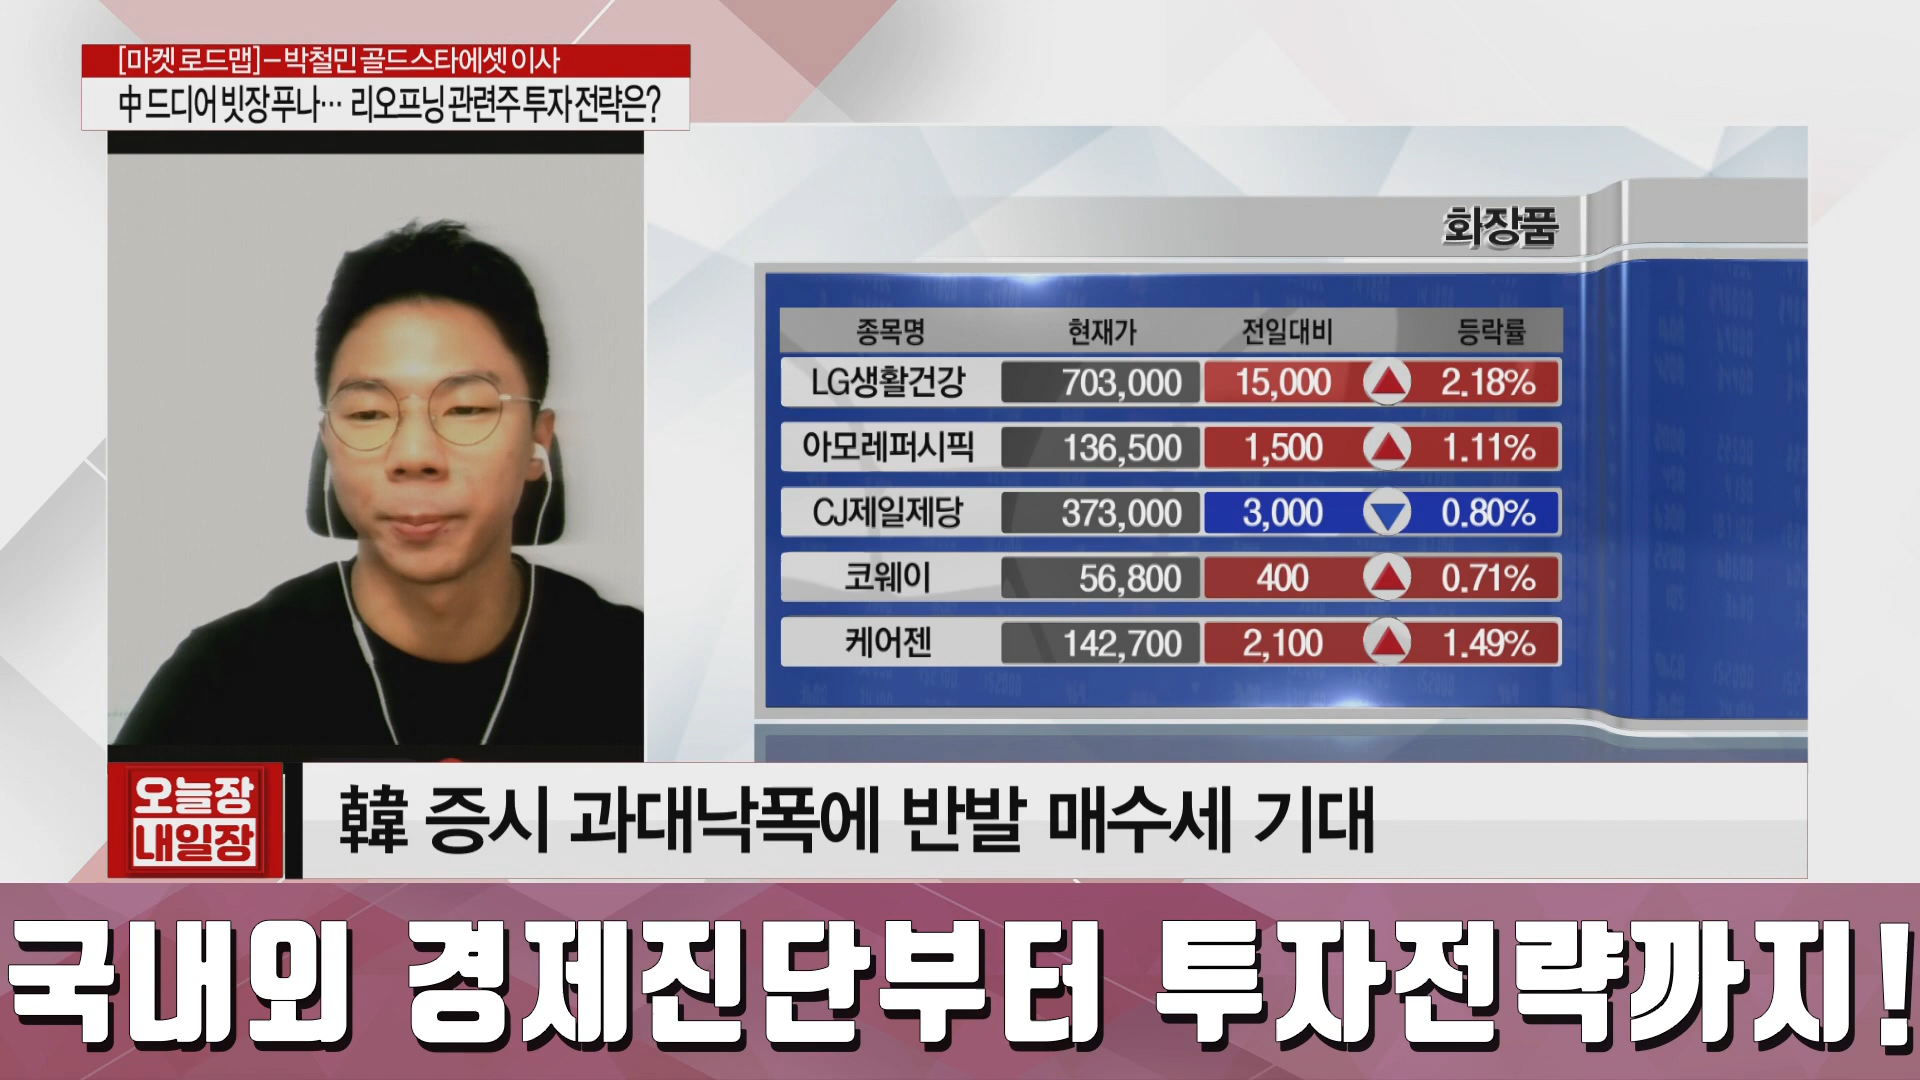 [마켓 로드맵] - 박철민 골드스타에셋 이사
中 드디어 빗장 푸나… 리오프닝 관련주 투자 전략은?
화장품
종목명 현재가 전일대비 등락률
LG생활건강 703,000 15,000 ▲ 2.18%
아모레퍼시픽 136,500 1,500 ▲ 1.11%
CJ제일제당 373,000 3,000 ▼ 0.80%
코웨이 56,800 400 ▲ 0.71%
케어젠 142,700 2,100 ▲ 1.49%
오늘장
내일장
韓 증시 과대낙폭에 반발 매수세 기대
국내외 경제진단부터 투자전략까지!